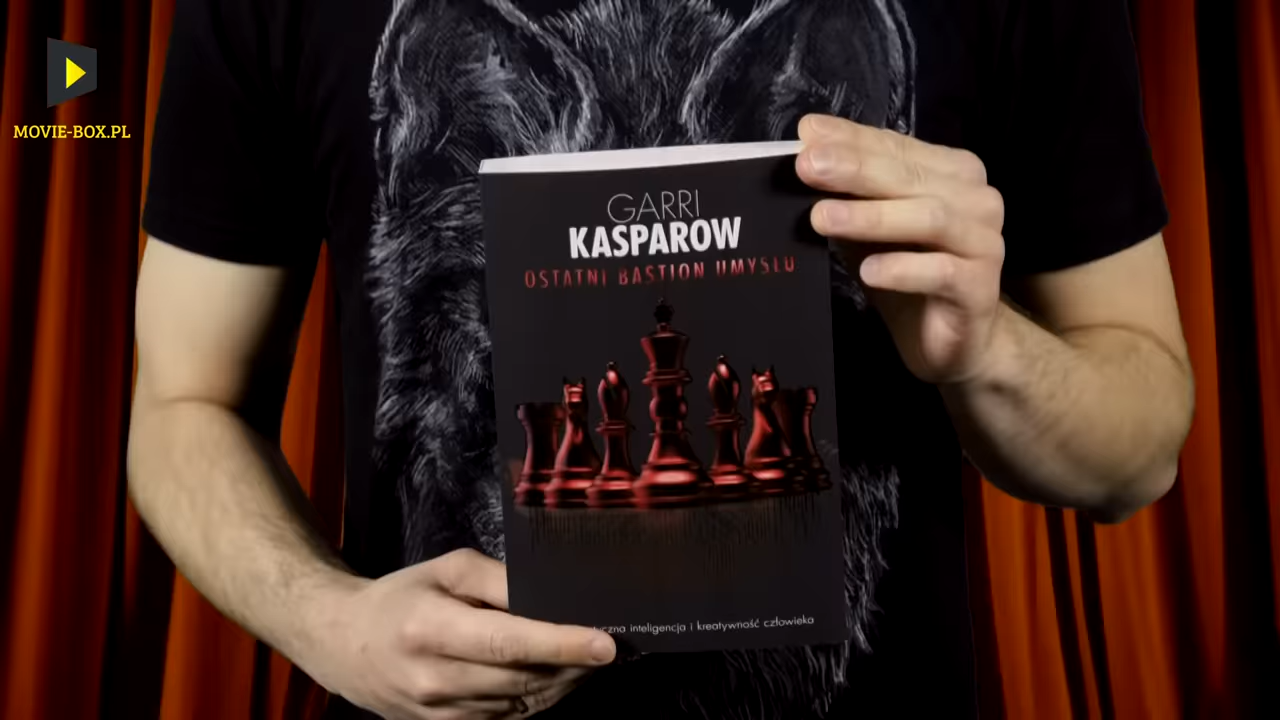 MOVIE-BOX.PL
GARRI
KASPAROW
OSTATNI BASTION UMYSŁU
inteligencja i kreatywność człowieka